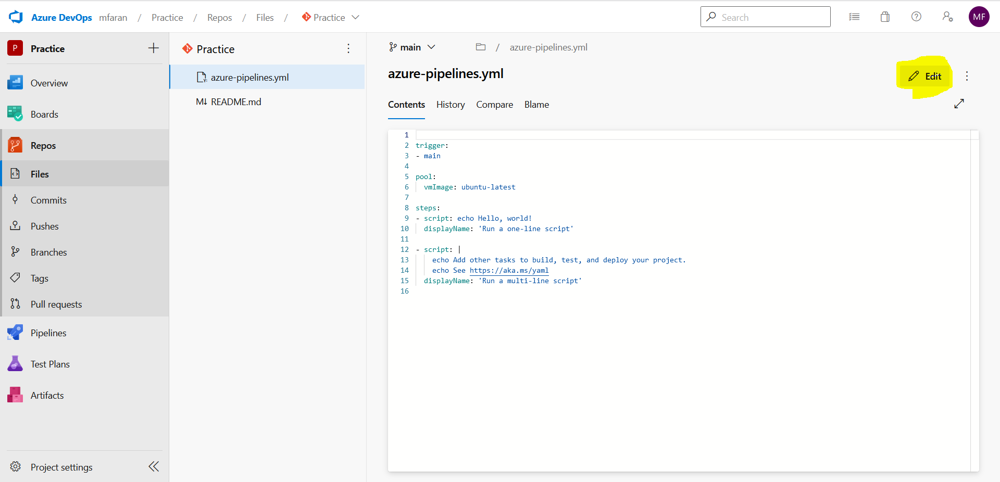 Azure DevOps mfaran / Practice / Repos / Files / Practice
Search
MF
P Practice
Overview
Boards
Repos
Files
Commits
Pushes
Branches
Tags
Pull requests
Pipelines
Test Plans
Artifacts
Project settings
Practice
azure-pipelines.yml
M↓ README.md
main
/ azure-pipelines.yml
azure-pipelines.yml
Edit
Contents History Compare Blame
1
2 trigger:
3 - main
4
5 pool:
6   vmImage: ubuntu-latest
7
8 steps:
9 - script: echo Hello, world!
10   displayName: 'Run a one-line script'
11
12 - script: |
13     echo Add other tasks to build, test, and deploy your project.
14     echo See https://aka.ms/yaml
15   displayName: 'Run a multi-line script'
16